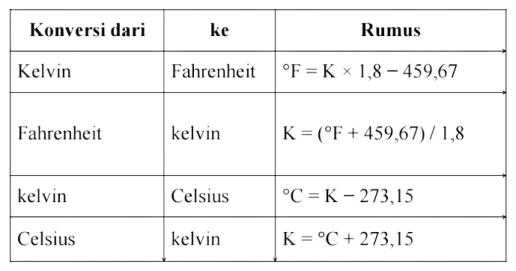 Konversi dari ke Rumus
Kelvin Fahrenheit °F = K × 1,8 − 459,67
Fahrenheit kelvin K = (°F + 459,67) / 1,8
kelvin Celsius °C = K − 273,15
Celsius kelvin K = °C + 273,15